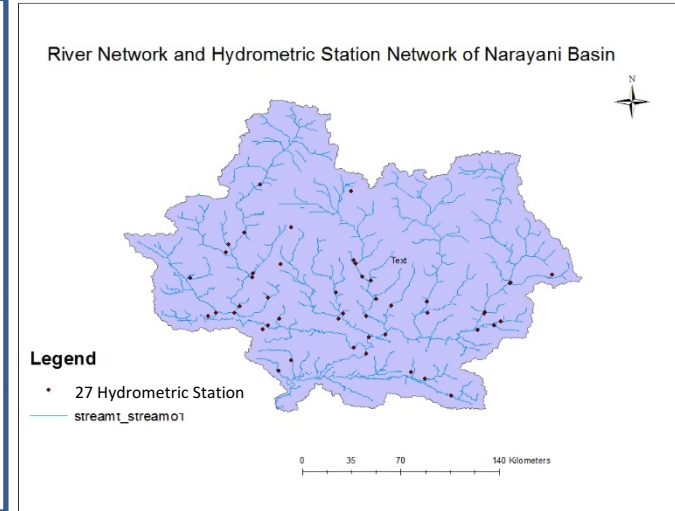 River Network and Hydrometric Station Network of Narayani Basin
N
Text
Legend
27 Hydrometric Station
streamt_streamo1
0 35 70 140 Kilometers